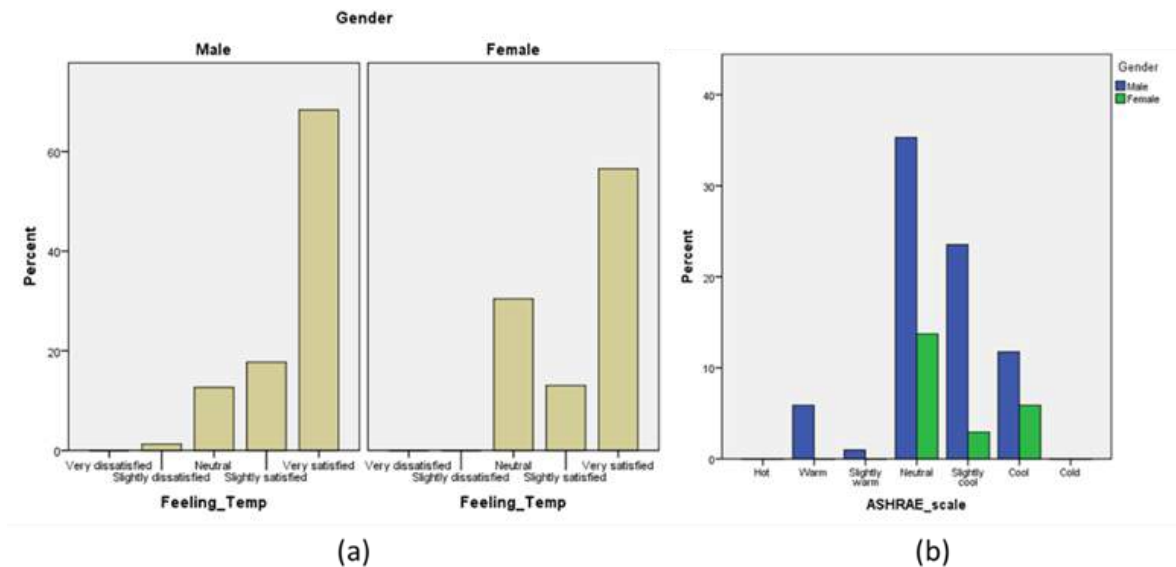 Gender
Male
Female
Percent
60
40
20
0
Very dissatisfied
Slightly dissatisfied
Neutral
Slightly satisfied
Very satisfied
Feeling_Temp
Very dissatisfied
Slightly dissatisfied
Neutral
Slightly satisfied
Very satisfied
Feeling_Temp
(a)
Gender
Male
Female
Percent
40
30
20
10
0
Hot
Warm
Slightly
warm
Neutral
Slightly
cool
Cool
Cold
ASHRAE_scale
(b)